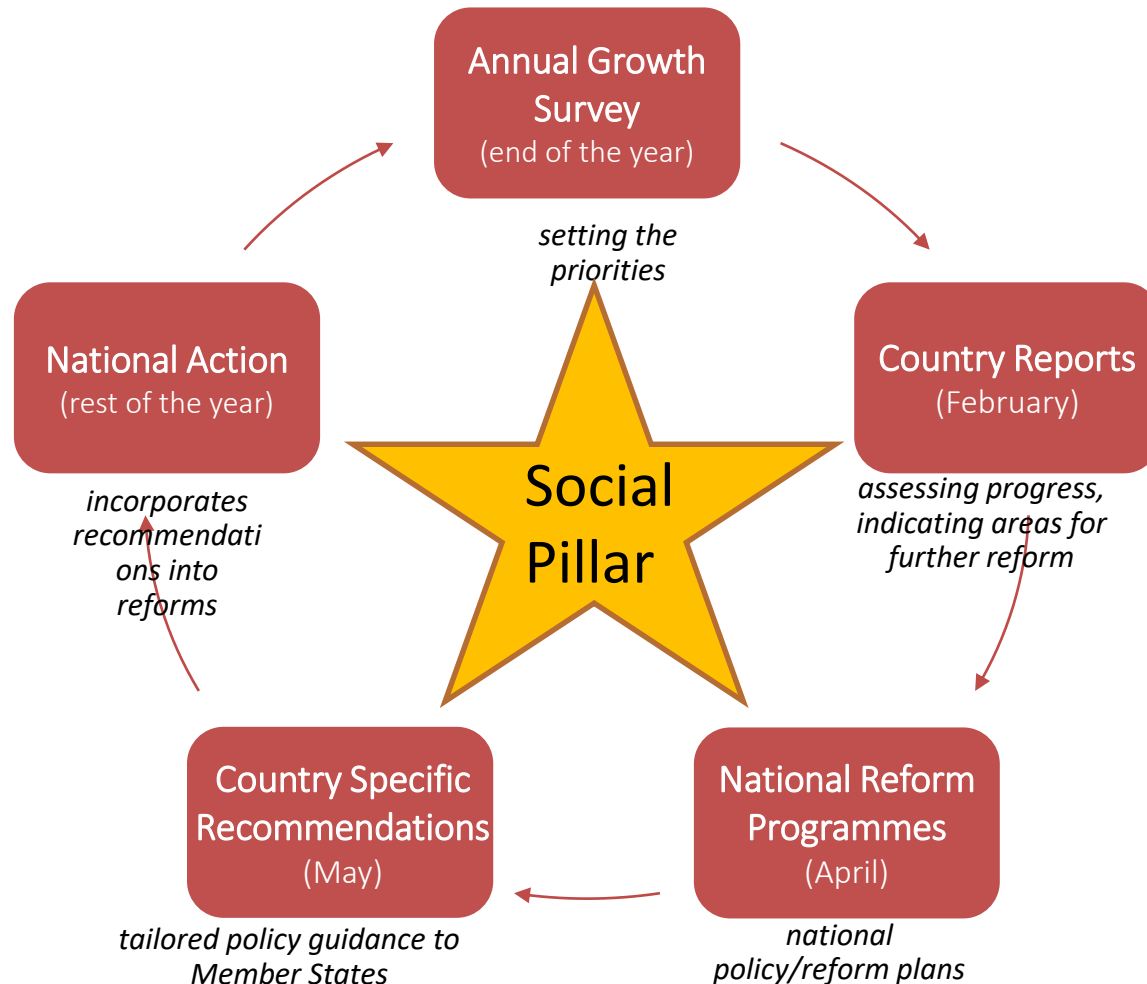 Annual Growth
Survey
(end of the year)
setting the
priorities
National Action
(rest of the year)
Country Reports
(February)
incorporates
recommendati
ons into
reforms
Social
Pillar
assessing progress,
indicating areas for
further reform
Country Specific
Recommendations
(May)
National Reform
Programmes
(April)
tailored policy guidance to
Member States
national
policy/reform plans